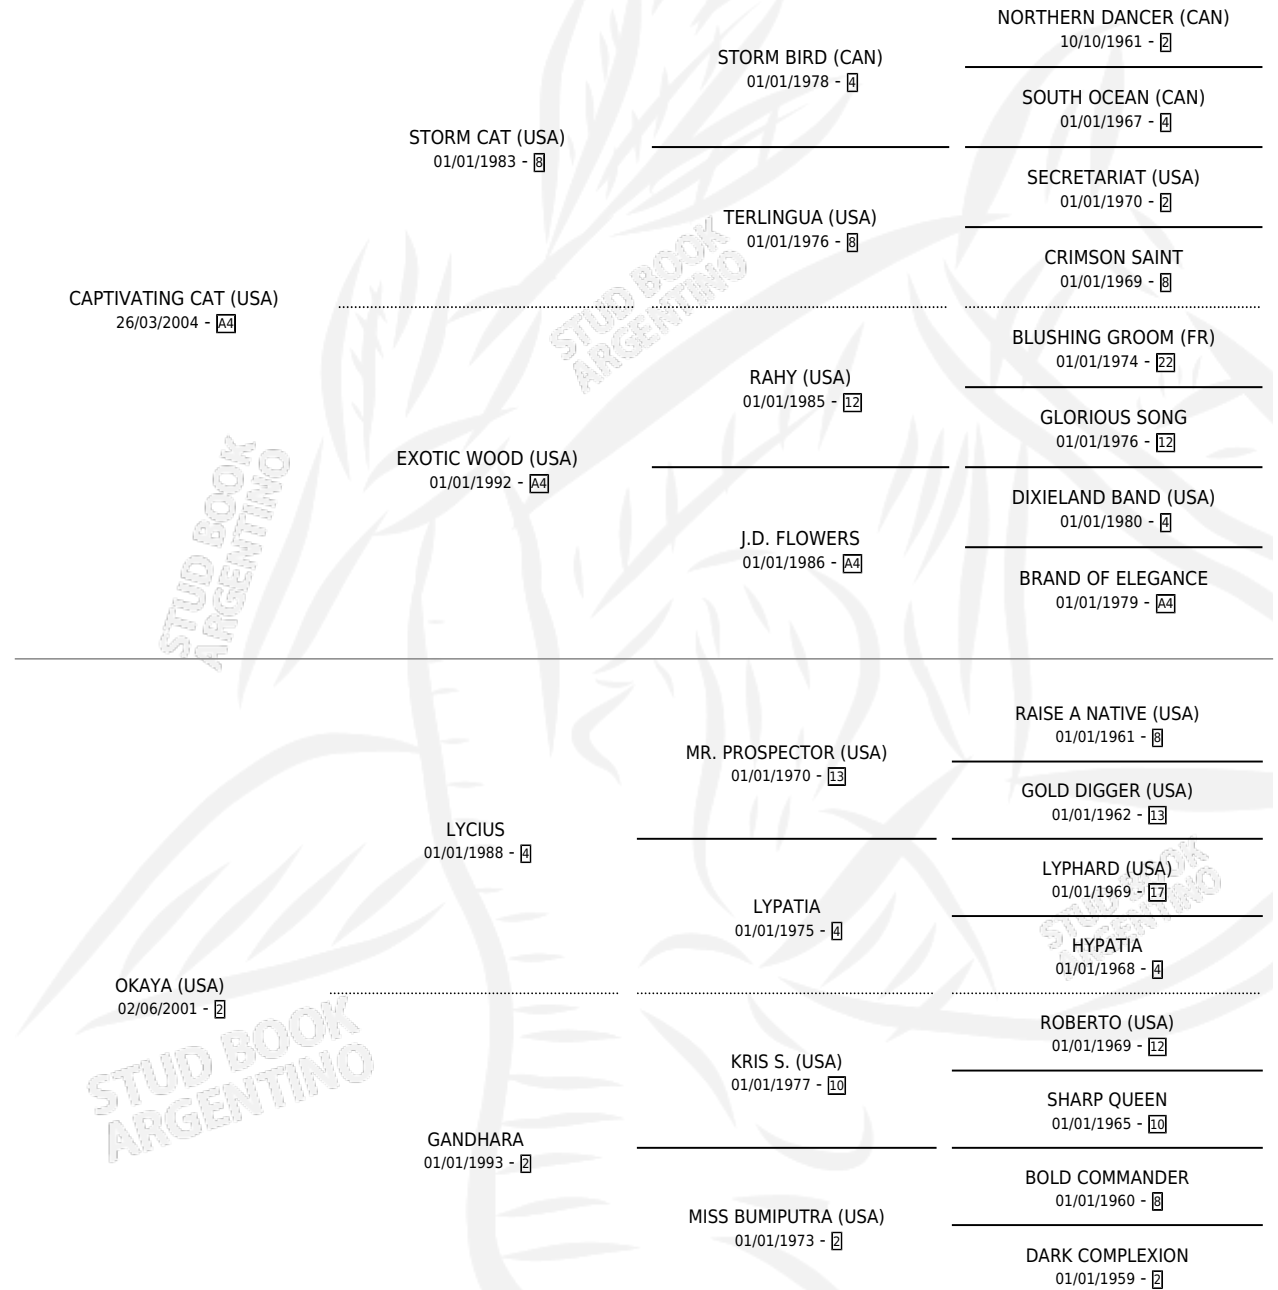 NORTHERN DANCER (CAN)
10/10/1961 - 2
STORM BIRD (CAN)
01/01/1978 - 4
SOUTH OCEAN (CAN)
01/01/1967 - 4
STORM CAT (USA)
01/01/1983 - 8
SECRETARIAT (USA)
01/01/1970 - 2
TERLINGUA (USA)
01/01/1976 - 8
CRIMSON SAINT
01/01/1969 - 8
CAPTIVATING CAT (USA)
26/03/2004 - A4
BLUSHING GROOM (FR)
01/01/1974 - 22
RAHY (USA)
01/01/1985 - 12
GLORIOUS SONG
01/01/1976 - 12
EXOTIC WOOD (USA)
01/01/1992 - A4
DIXIELAND BAND (USA)
01/01/1980 - 4
J.D. FLOWERS
01/01/1986 - A4
BRAND OF ELEGANCE
01/01/1979 - A4
RAISE A NATIVE (USA)
01/01/1961 - 8
MR. PROSPECTOR (USA)
01/01/1970 - 13
GOLD DIGGER (USA)
01/01/1962 - 13
LYCIUS
01/01/1988 - 4
LYPHARD (USA)
01/01/1969 - 17
LYPATIA
01/01/1975 - 4
HYPATIA
01/01/1968 - 4
OKAYA (USA)
02/06/2001 - 2
ROBERTO (USA)
01/01/1969 - 12
KRIS S. (USA)
01/01/1977 - 10
SHARP QUEEN
01/01/1965 - 10
GANDHARA
01/01/1993 - 2
BOLD COMMANDER
01/01/1960 - 8
MISS BUMIPUTRA (USA)
01/01/1973 - 2
DARK COMPLEXION
01/01/1959 - 2
STUD BOOK
ARGENTINO
STUD BOOK
ARGENTINO
STUD BOOK
ARGENTINO
STUD BOOK
ARGENTINO